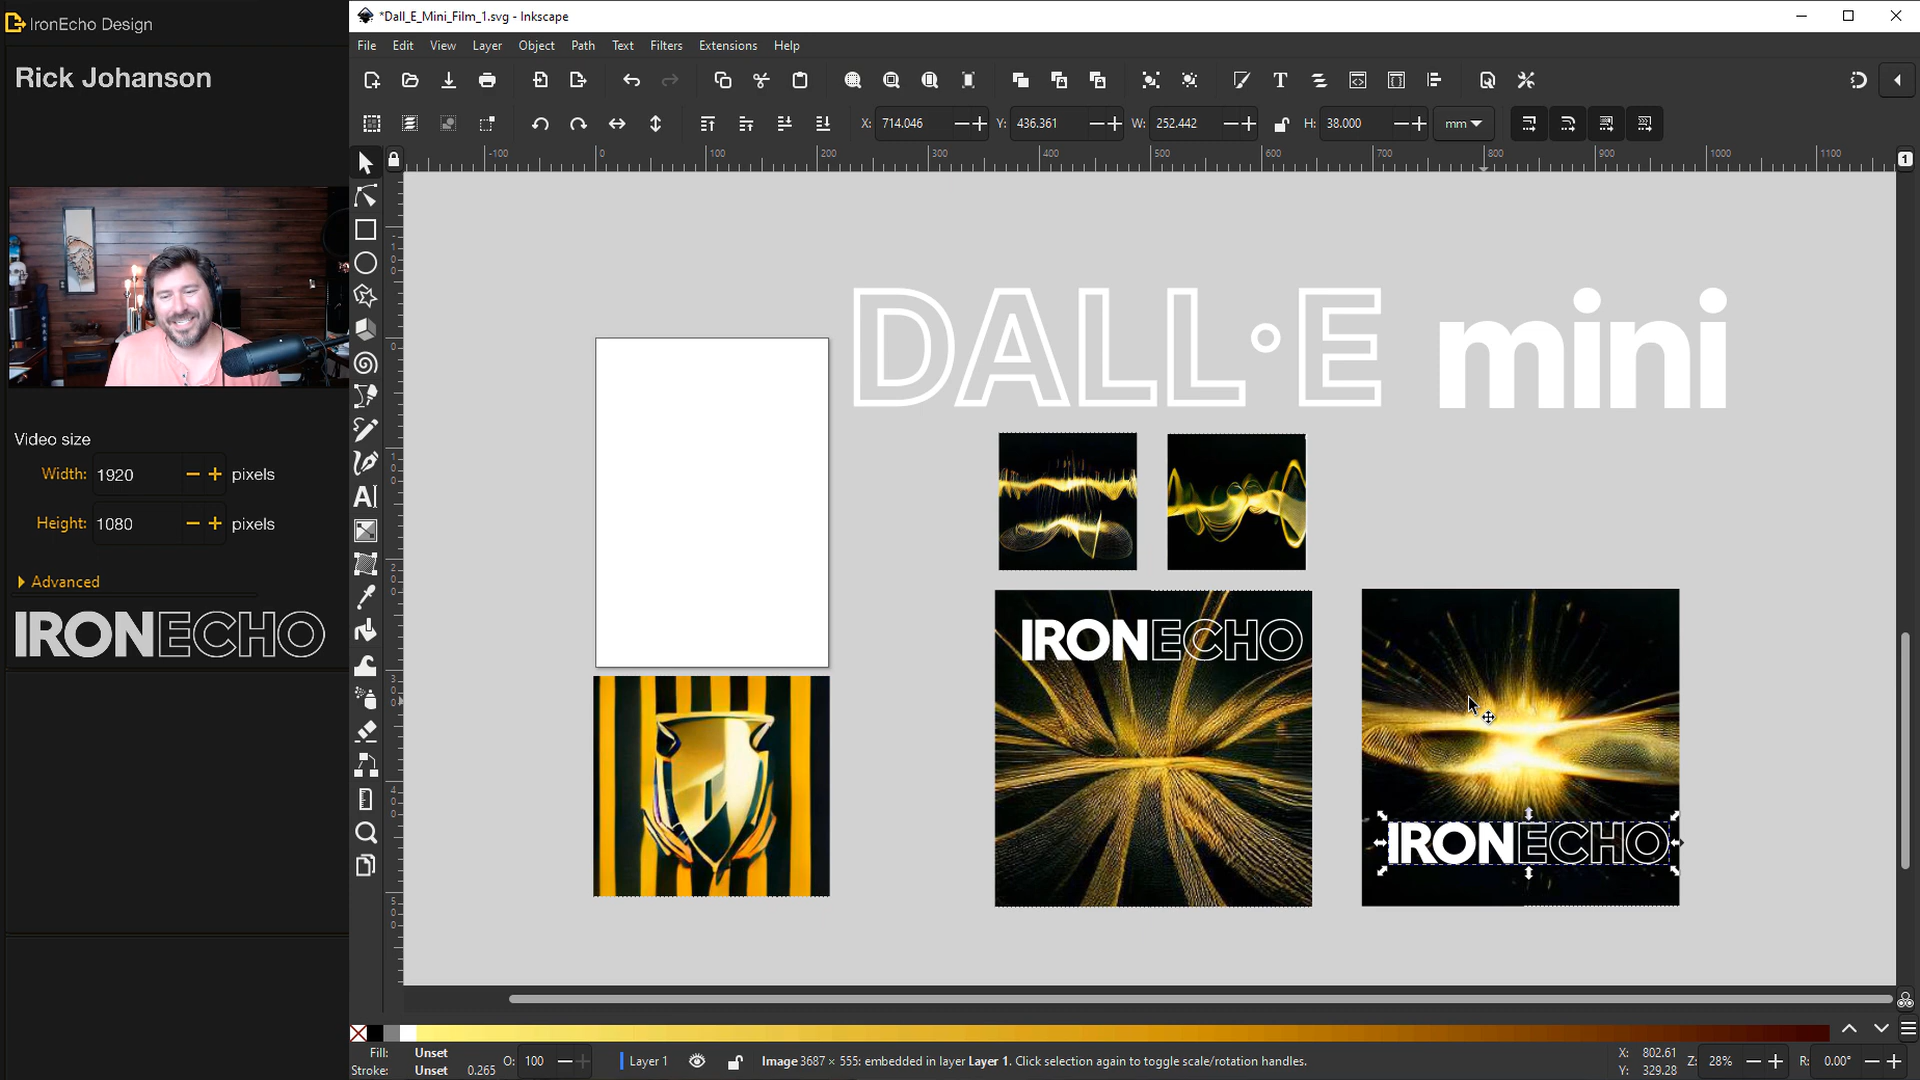 IronEcho Design
Rick Johanson
Video size
Width: 1920 pixels
Height: 1080 pixels
Advanced
IRONECHO
*Dall_E_Mini_Film_1.svg - Inkscape
File Edit View Layer Object Path Text Filters Extensions Help
X: 714.046 Y: 436.361 W: 252.442 H: 38.000 mm
-100 0 100 200 300 400 500 600 700 800 900 1000 1100
1
DALL·E mini
IRONECHO
IRONECHO
Fill: Unset
Stroke: Unset 0.265
O: 100
Layer 1
Image 3687 × 555: embedded in layer Layer 1. Click selection again to toggle scale/rotation handles.
X: 802.61
Y: 329.28
Z: 28%
R: 0.00°